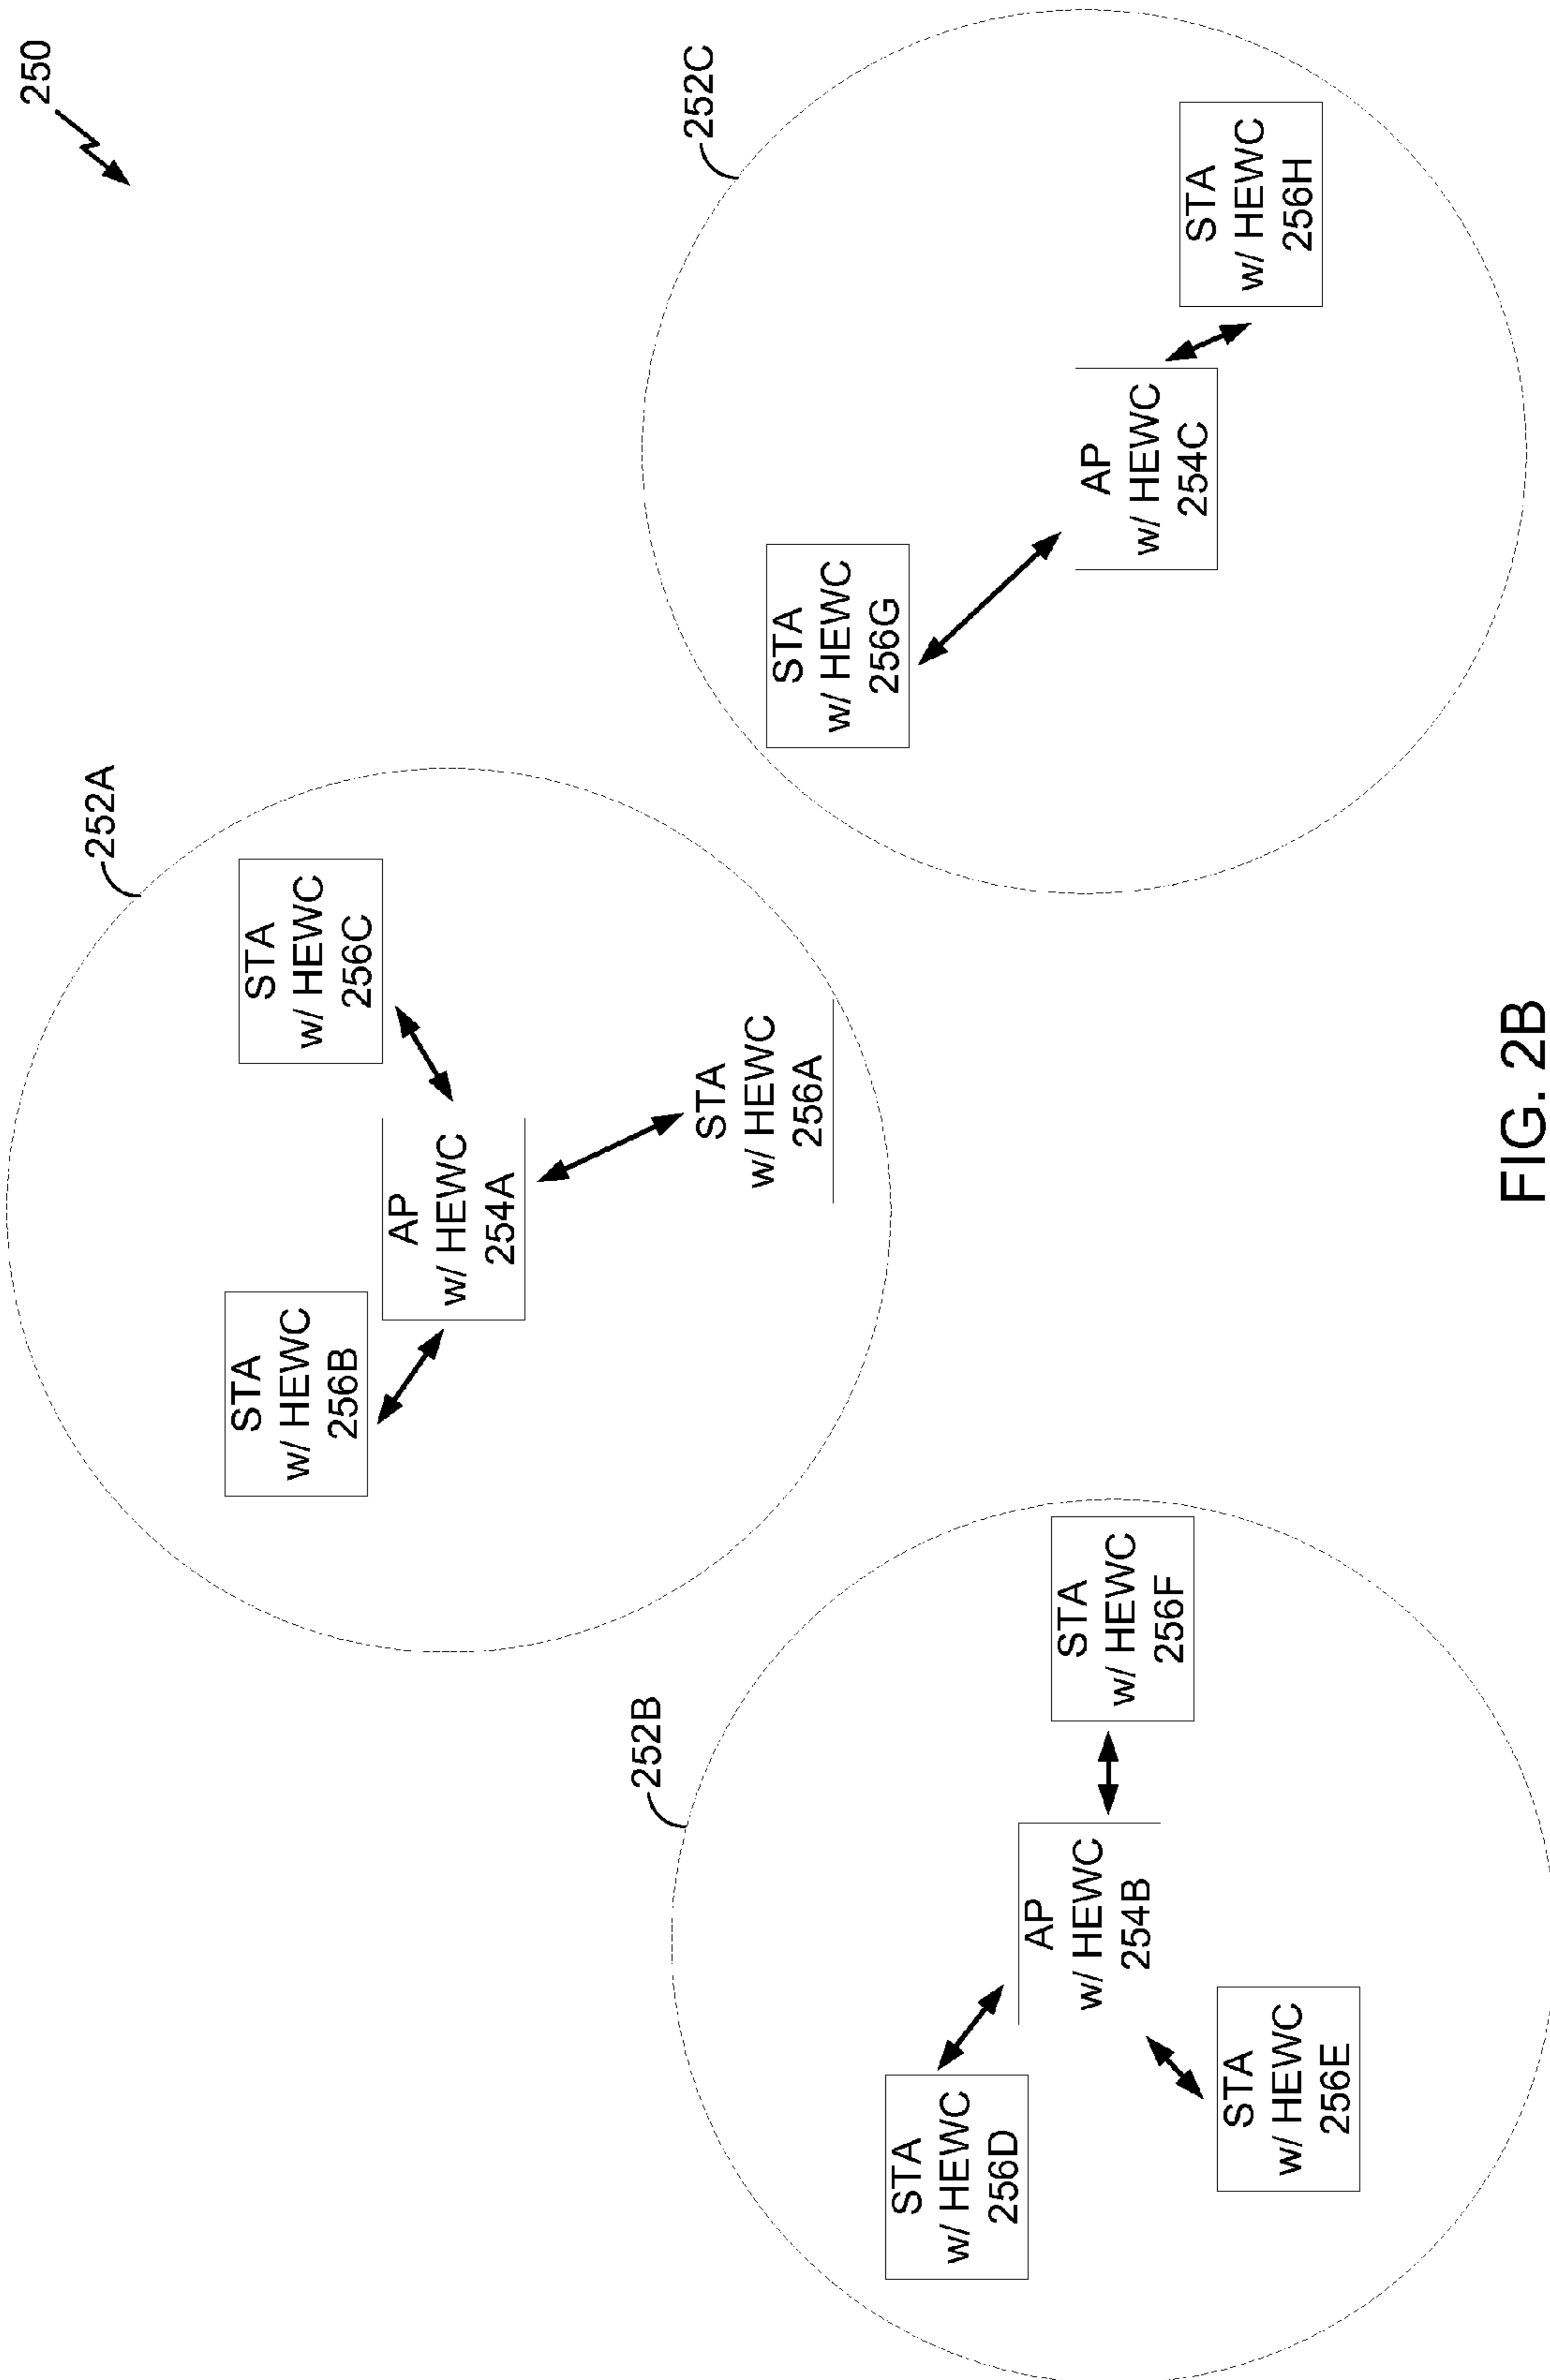 250
252A
STA
w/ HEWC
256B
STA
w/ HEWC
256C
AP
w/ HEWC
254A
STA
w/ HEWC
256A
252B
STA
w/ HEWC
256D
AP
w/ HEWC
254B
STA
w/ HEWC
256F
STA
w/ HEWC
256E
252C
STA
w/ HEWC
256G
AP
w/ HEWC
254C
STA
w/ HEWC
256H
FIG. 2B